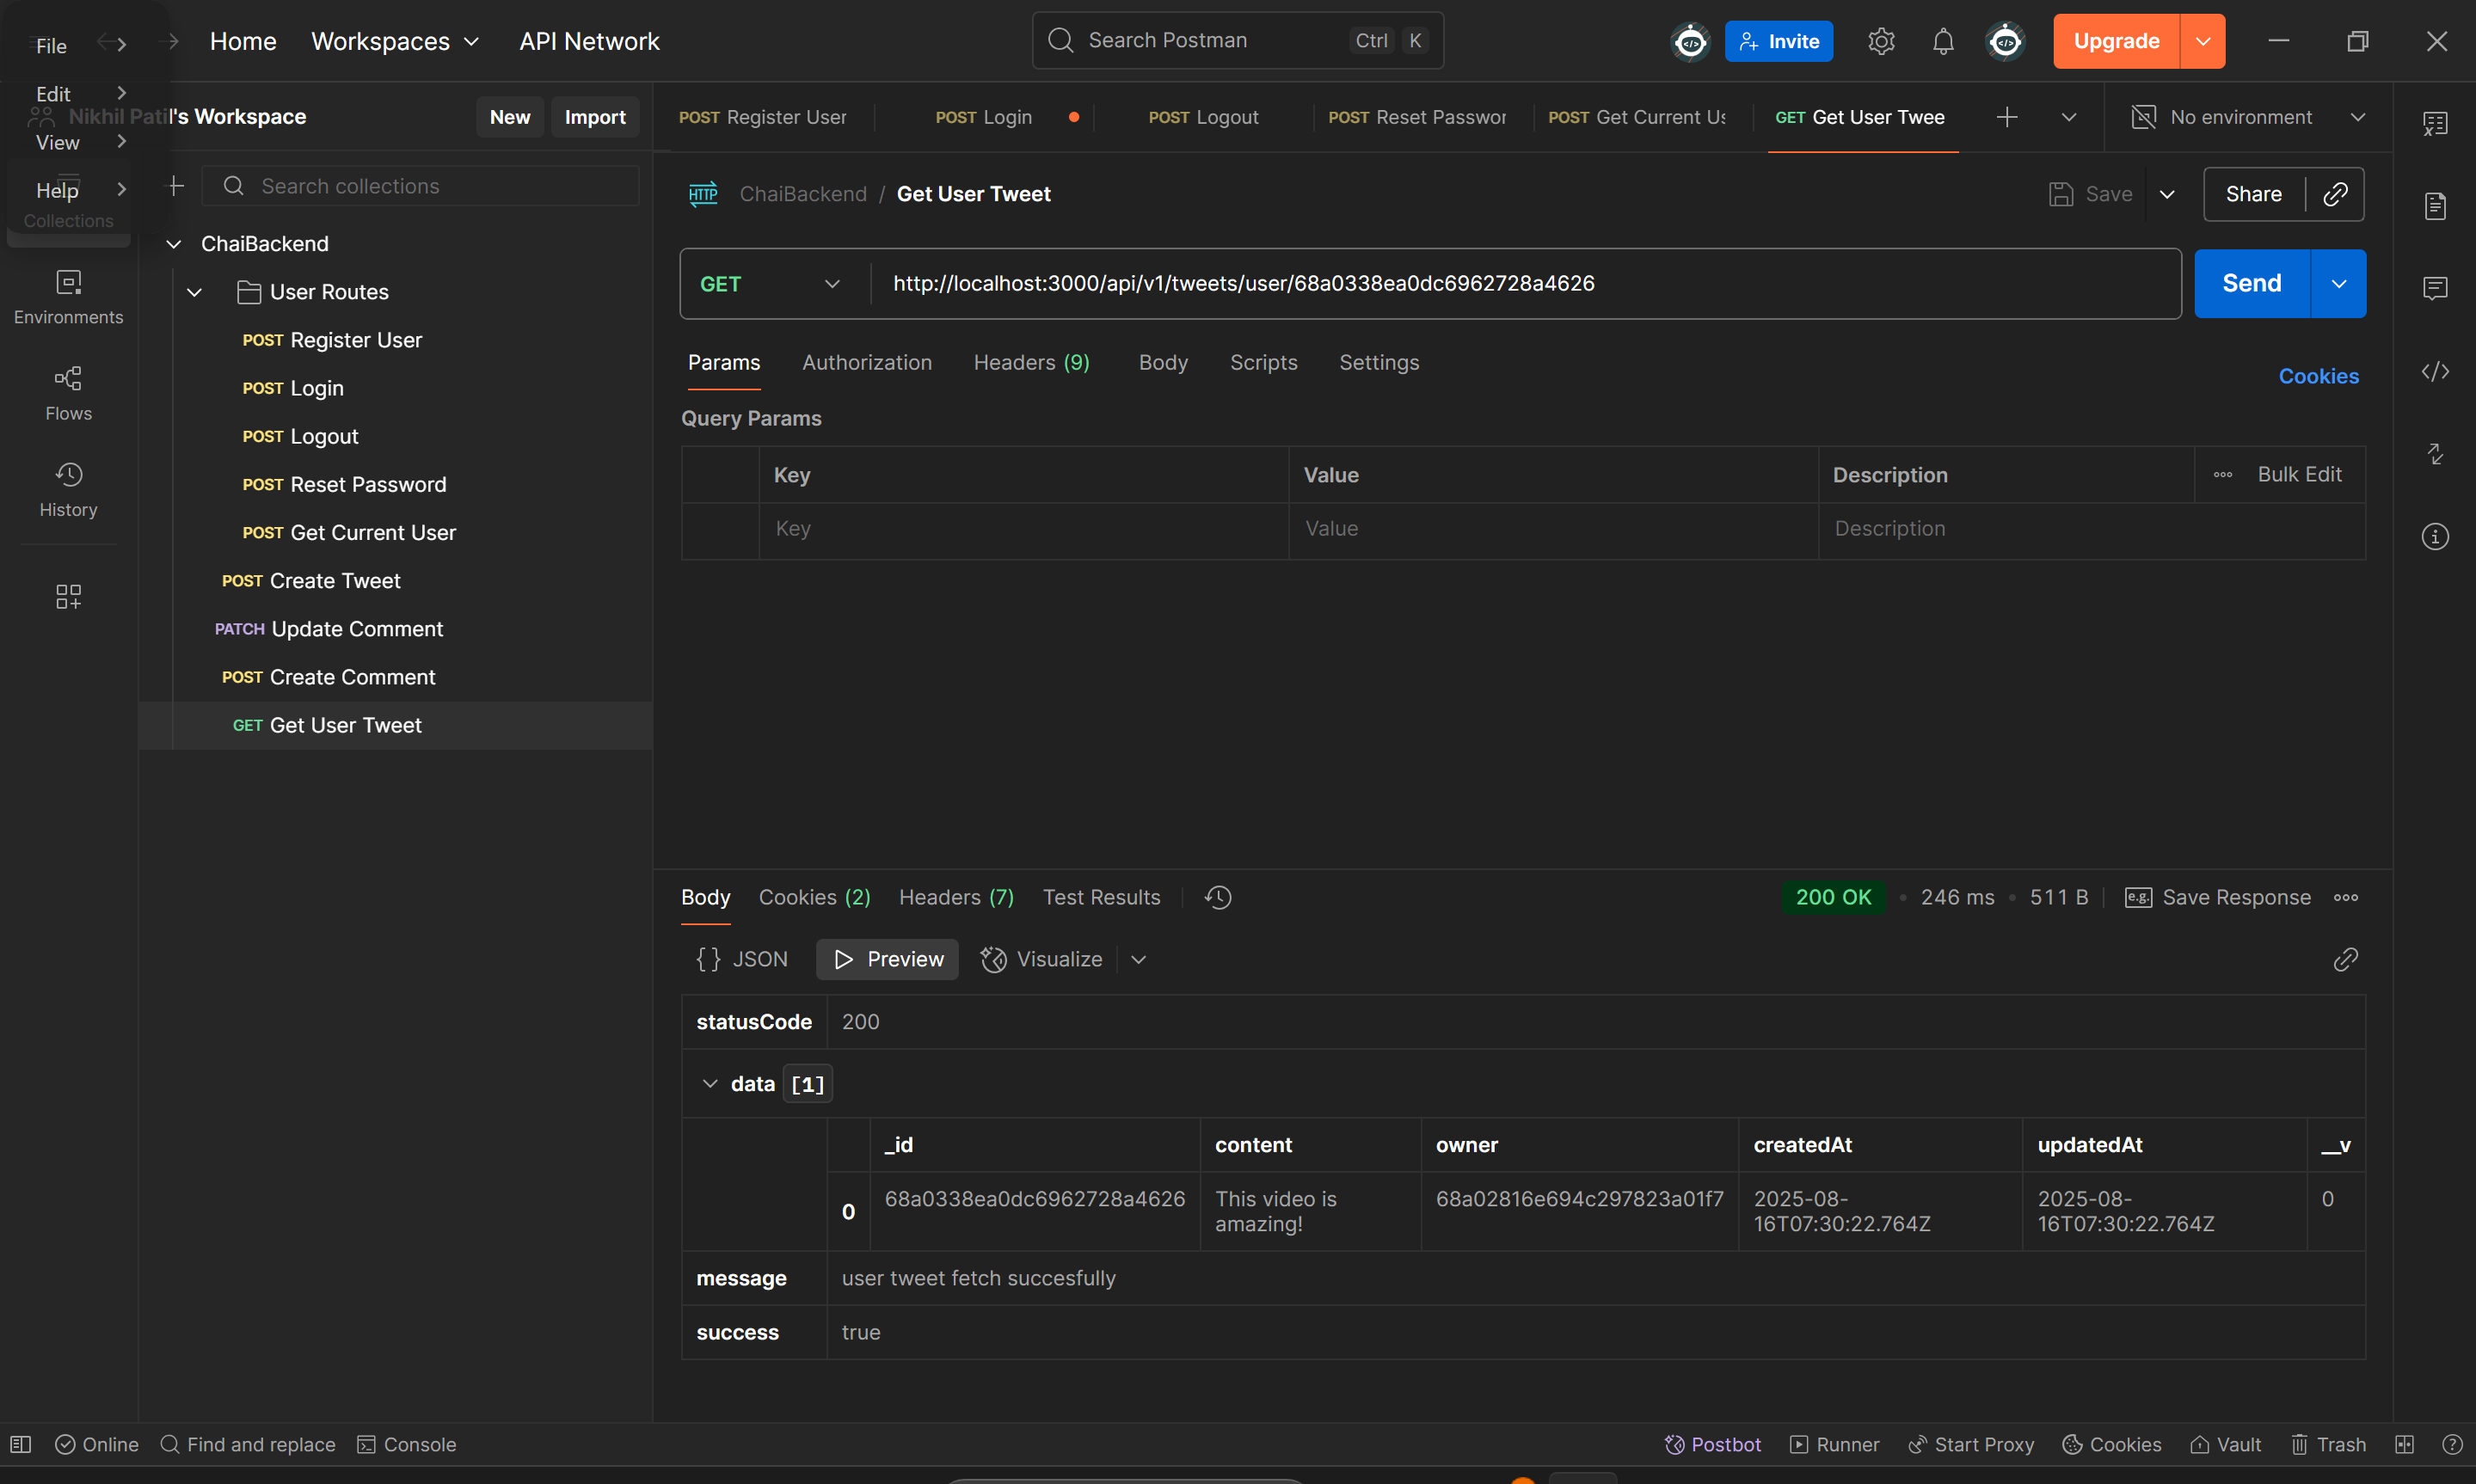 File
Edit
View
Help
Home
Workspaces
API Network
Search Postman
Ctrl K
Invite
Upgrade
Nikhil Patil's Workspace
New
Import
Search collections
Collections
Environments
Flows
History
ChaiBackend
User Routes
POST Register User
POST Login
POST Logout
POST Reset Password
POST Get Current User
POST Create Tweet
PATCH Update Comment
POST Create Comment
GET Get User Tweet
POST Register User
POST Login
POST Logout
POST Reset Passwor
POST Get Current Us
GET Get User Twee
No environment
HTTP ChaiBackend / Get User Tweet
Save
Share
GET http://localhost:3000/api/v1/tweets/user/68a0338ea0dc6962728a4626
Send
Params Authorization Headers (9) Body Scripts Settings
Cookies
Query Params
Key Value Description Bulk Edit
Key Value Description
Body Cookies (2) Headers (7) Test Results
200 OK • 246 ms • 511 B
e.g. Save Response
{} JSON Preview Visualize
statusCode 200
data [1]
_id content owner createdAt updatedAt __v
0 68a0338ea0dc6962728a4626 This video is 68a02816e694c297823a01f7 2025-08- 2025-08- 0
amazing! 16T07:30:22.764Z 16T07:30:22.764Z
message user tweet fetch succesfully
success true
Online Find and replace Console
Postbot Runner Start Proxy Cookies Vault Trash